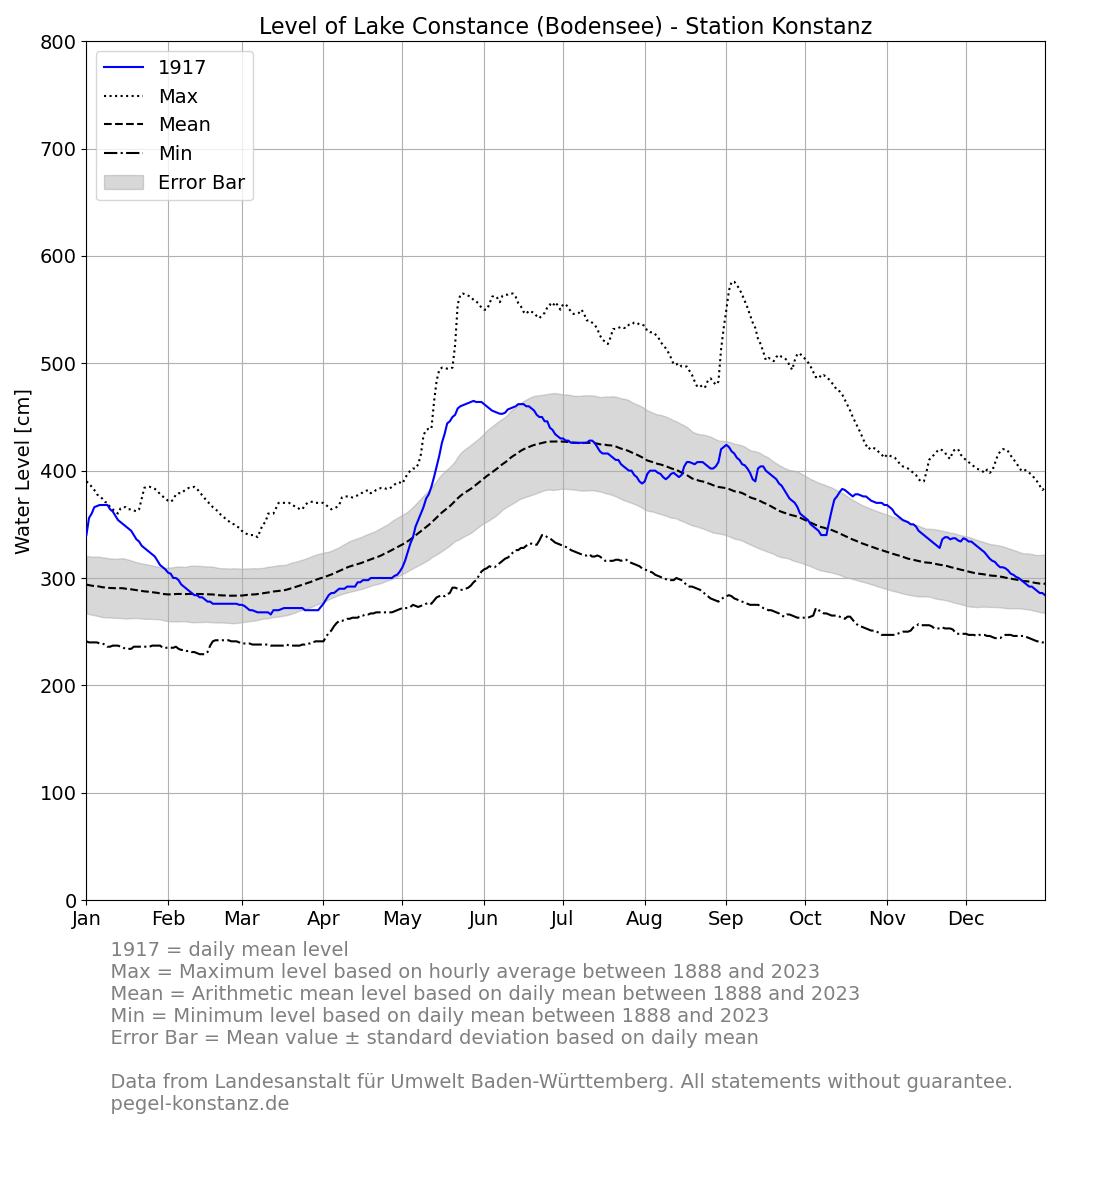 Level of Lake Constance (Bodensee) - Station Konstanz
800
700
600
500
400
300
200
100
0
Water Level [cm]
1917
Max
Mean
Min
Error Bar
Jan Feb Mar Apr May Jun Jul Aug Sep Oct Nov Dec
1917 = daily mean level
Max = Maximum level based on hourly average between 1888 and 2023
Mean = Arithmetic mean level based on daily mean between 1888 and 2023
Min = Minimum level based on daily mean between 1888 and 2023
Error Bar = Mean value ± standard deviation based on daily mean
Data from Landesanstalt für Umwelt Baden-Württemberg. All statements without guarantee.
pegel-konstanz.de